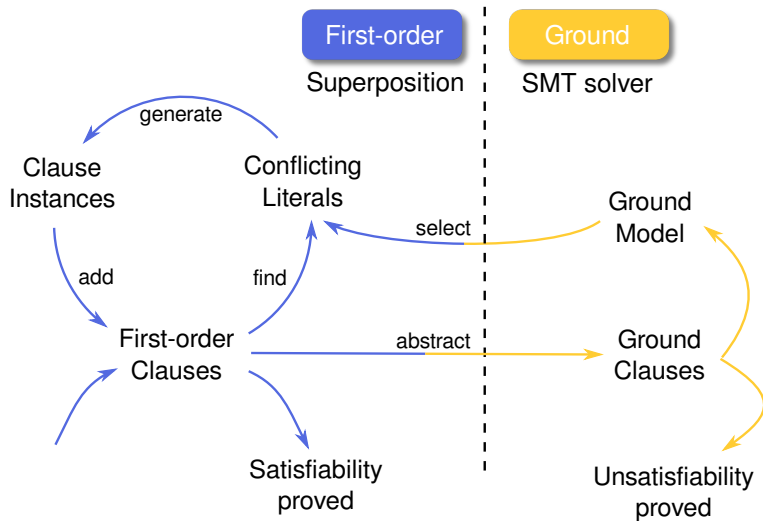 First-order
Ground
Superposition
SMT solver
generate
Clause
Instances
Conflicting
Literals
select
Ground
Model
add
find
First-order
Clauses
abstract
Ground
Clauses
Satisfiability
proved
Unsatisfiability
proved